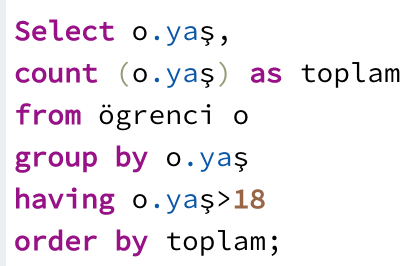 Select o.yaş,
count (o.yaş) as toplam
from ögrenci o
group by o.yaş
having o.yaş>18
order by toplam;